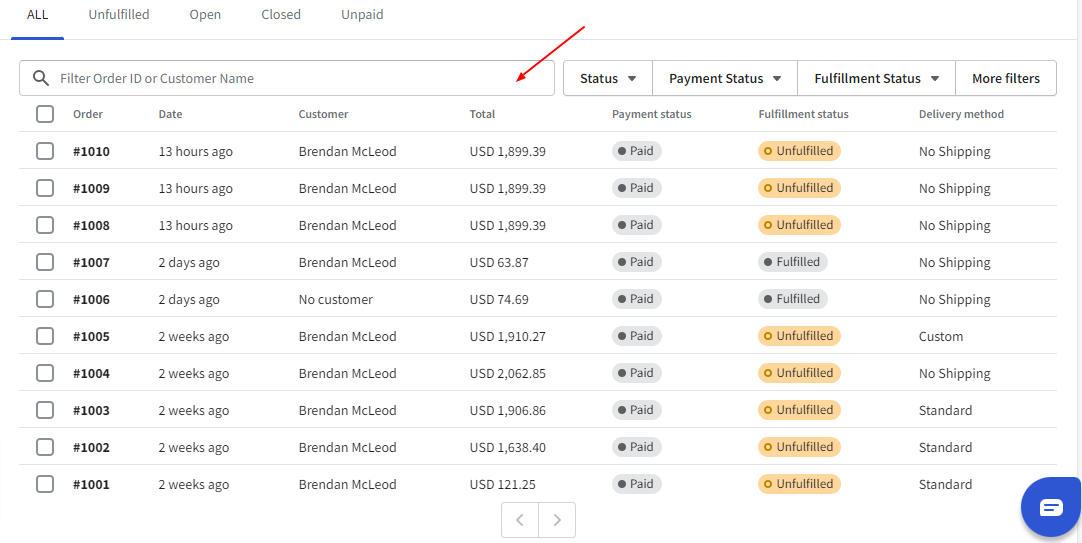 ALL Unfulfilled Open Closed Unpaid
Filter Order ID or Customer Name Status Payment Status Fulfillment Status More filters
Order Date Customer Total Payment status Fulfillment status Delivery method
#1010 13 hours ago Brendan McLeod USD 1,899.39 Paid Unfulfilled No Shipping
#1009 13 hours ago Brendan McLeod USD 1,899.39 Paid Unfulfilled No Shipping
#1008 13 hours ago Brendan McLeod USD 1,899.39 Paid Unfulfilled No Shipping
#1007 2 days ago Brendan McLeod USD 63.87 Paid Fulfilled No Shipping
#1006 2 days ago No customer USD 74.69 Paid Fulfilled No Shipping
#1005 2 weeks ago Brendan McLeod USD 1,910.27 Paid Unfulfilled Custom
#1004 2 weeks ago Brendan McLeod USD 2,062.85 Paid Unfulfilled No Shipping
#1003 2 weeks ago Brendan McLeod USD 1,906.86 Paid Unfulfilled Standard
#1002 2 weeks ago Brendan McLeod USD 1,638.40 Paid Unfulfilled Standard
#1001 2 weeks ago Brendan McLeod USD 121.25 Paid Unfulfilled Standard